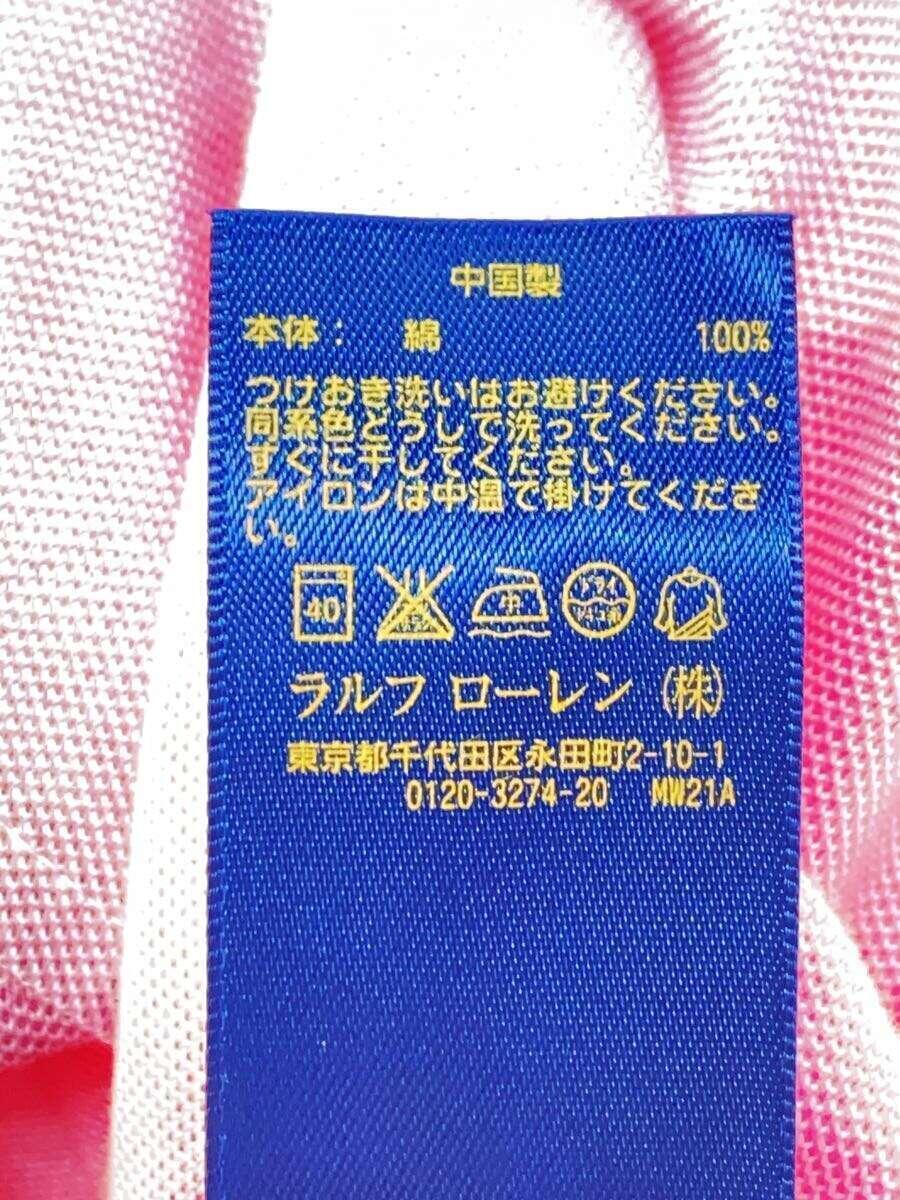 中国製
本体： 綿 100%
つけおき洗いはお避けください。
同系色どうしで洗ってください。
すぐに干してください。
アイロンは中温で掛けてくださ
い。
40 中 ドライ
ラルフ ローレン (株)
東京都千代田区永田町2-10-1
0120-3274-20 MW21A